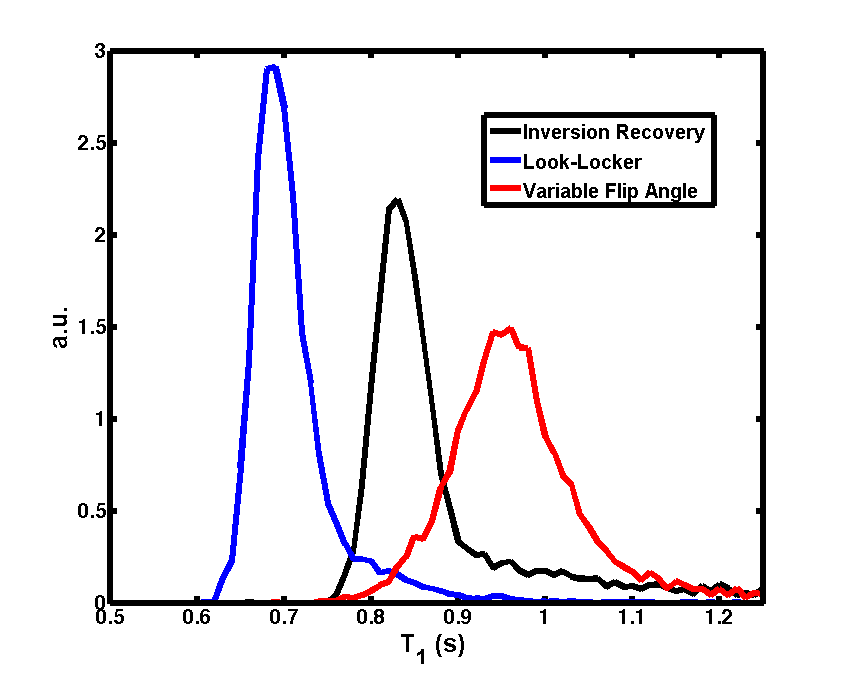 3
2.5
2
1.5
1
0.5
0
a.u.
Inversion Recovery
Look-Locker
Variable Flip Angle
0.5 0.6 0.7 0.8 0.9 1 1.1 1.2
T1 (s)